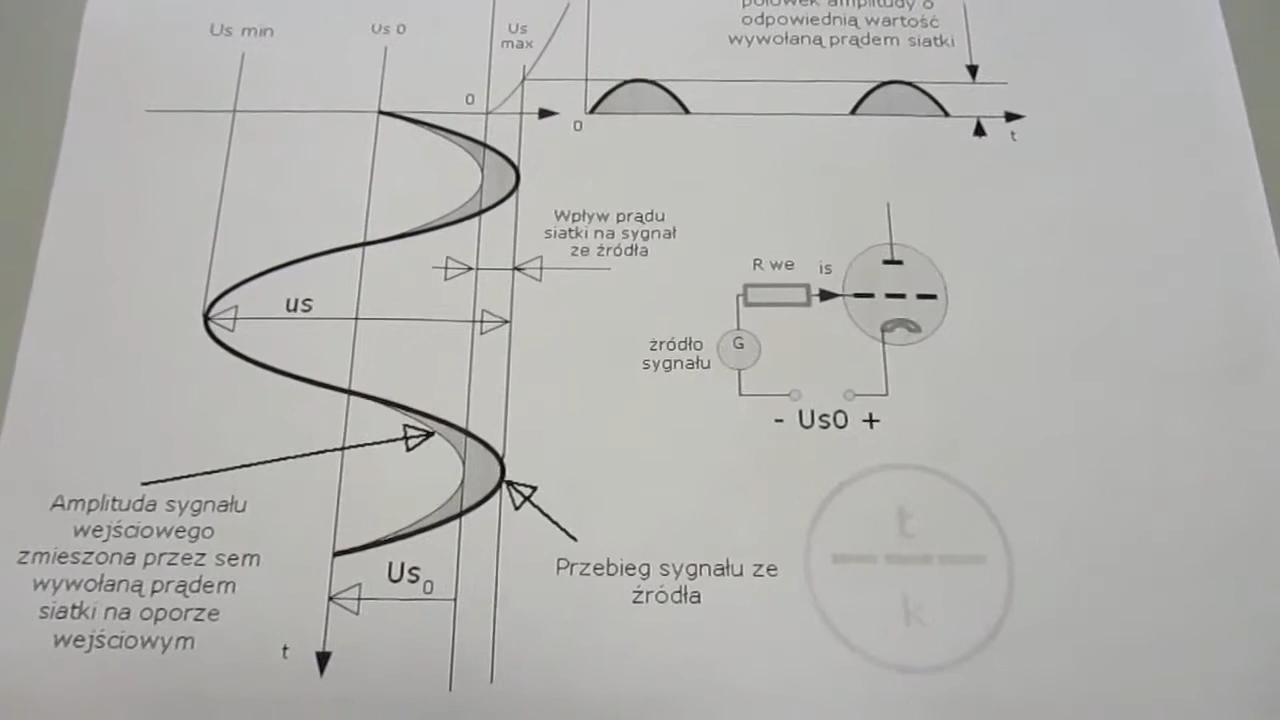 połówek amplitudy o
odpowiednią wartość
wywołaną prądem siatki
Us min
Us 0
Us
max
0
0
t
Wpływ prądu
siatki na sygnał
ze źródła
us
R we
is
źródło
sygnału
G
- Us0 +
Amplituda sygnału
wejściowego
zmieszona przez sem
wywołaną prądem
siatki na oporze
wejściowym
Us0
Przebieg sygnału ze
źródła
t
t
k